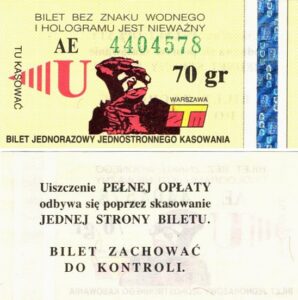 BILET BEZ ZNAKU WODNEGO
I HOLOGRAMU JEST NIEWAŻNY
AE 4404578
TU KASOWAĆ
U 70 gr
WARSZAWA
ZTM
BILET JEDNORAZOWY JEDNOSTRONNEGO KASOWANIA
Uiszczenie PEŁNEJ OPŁATY
odbywa się poprzez skasowanie
JEDNEJ STRONY BILETU.
BILET ZACHOWAĆ
DO KONTROLI.